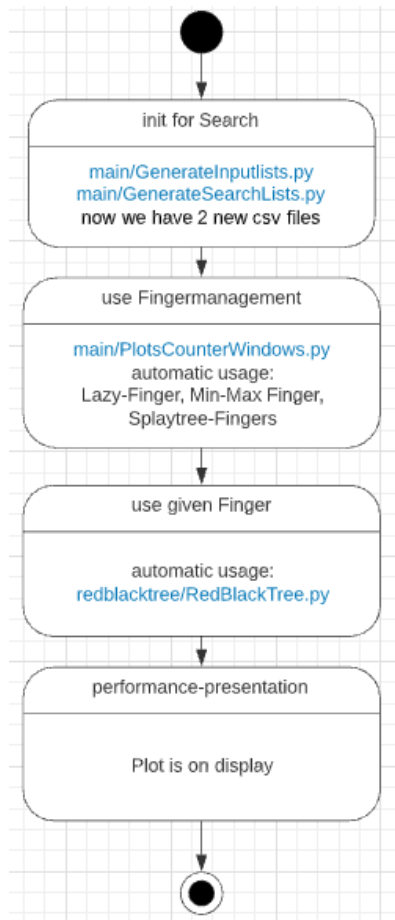 init for Search
main/GenerateInputlists.py
main/GenerateSearchLists.py
now we have 2 new csv files
use Fingermanagement
main/PlotsCounterWindows.py
automatic usage:
Lazy-Finger, Min-Max Finger,
Splaytree-Fingers
use given Finger
automatic usage:
redblacktree/RedBlackTree.py
performance-presentation
Plot is on display